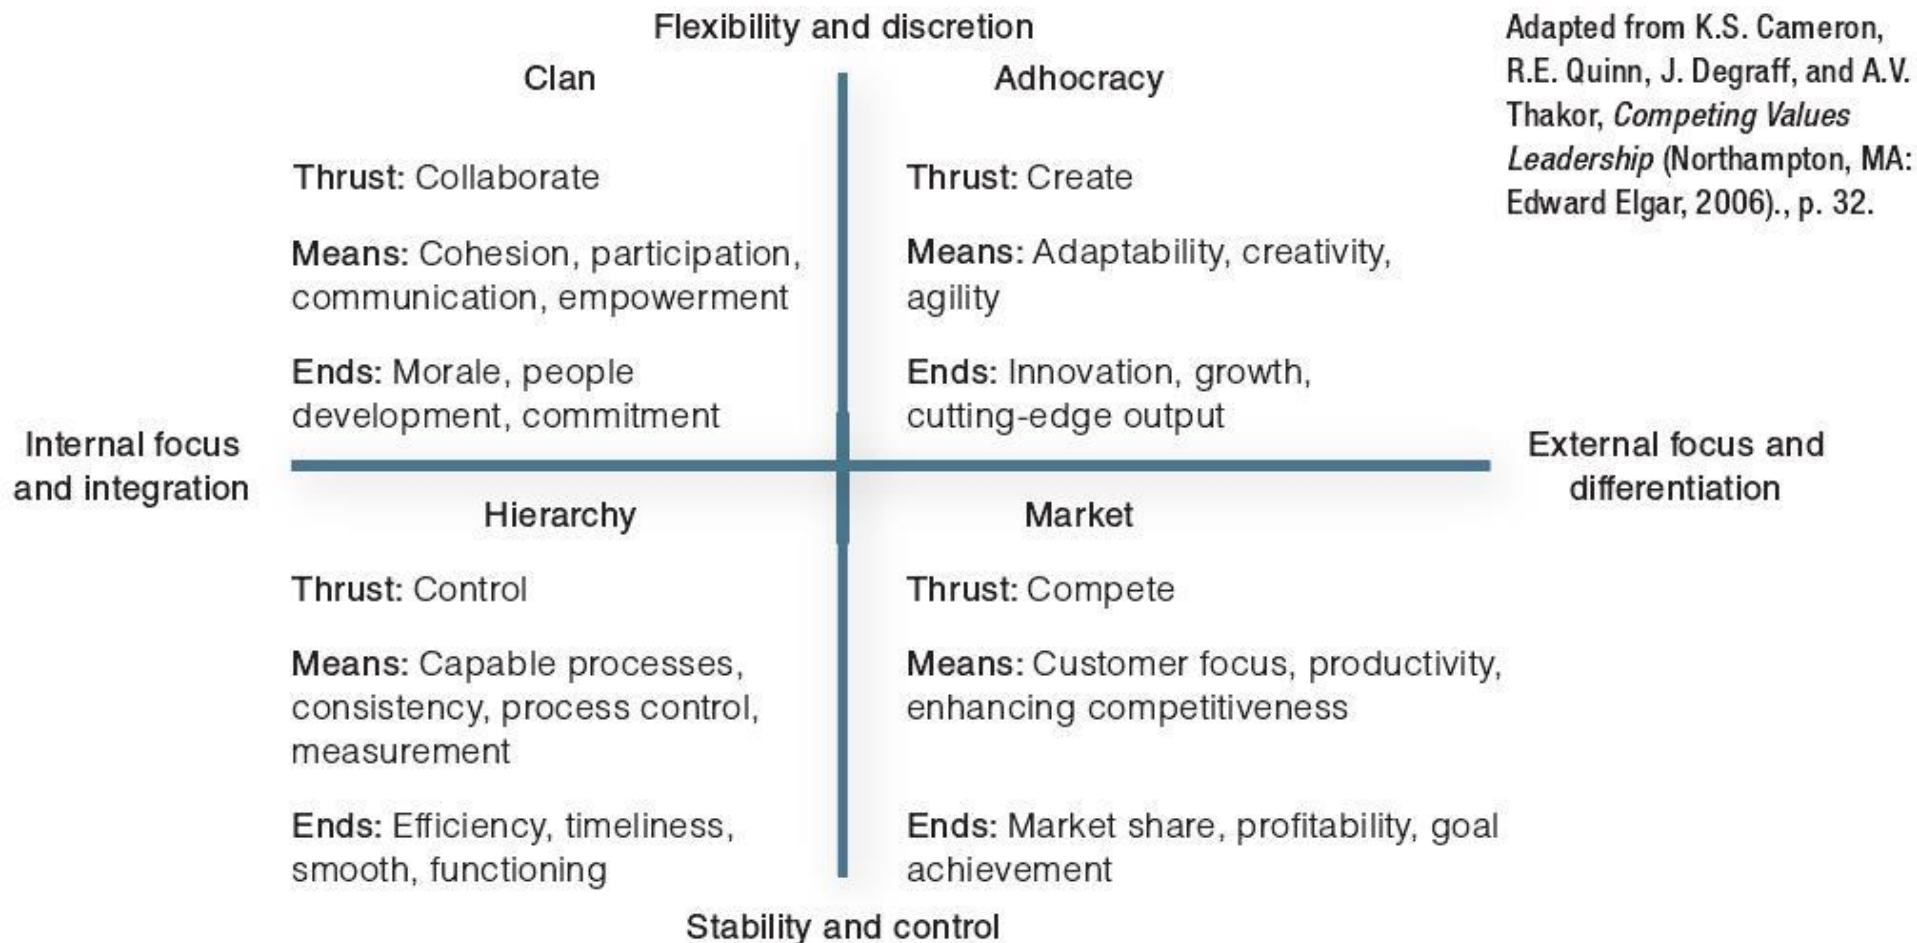 Flexibility and discretion
Clan
Thrust: Collaborate
Means: Cohesion, participation,
communication, empowerment
Ends: Morale, people
development, commitment
Adhocracy
Thrust: Create
Means: Adaptability, creativity,
agility
Ends: Innovation, growth,
cutting-edge output
Internal focus
and integration
External focus and
differentiation
Hierarchy
Thrust: Control
Means: Capable processes,
consistency, process control,
measurement
Ends: Efficiency, timeliness,
smooth, functioning
Market
Thrust: Compete
Means: Customer focus, productivity,
enhancing competitiveness
Ends: Market share, profitability, goal
achievement
Stability and control
Adapted from K.S. Cameron,
R.E. Quinn, J. Degraff, and A.V.
Thakor, Competing Values
Leadership (Northampton, MA:
Edward Elgar, 2006)., p. 32.